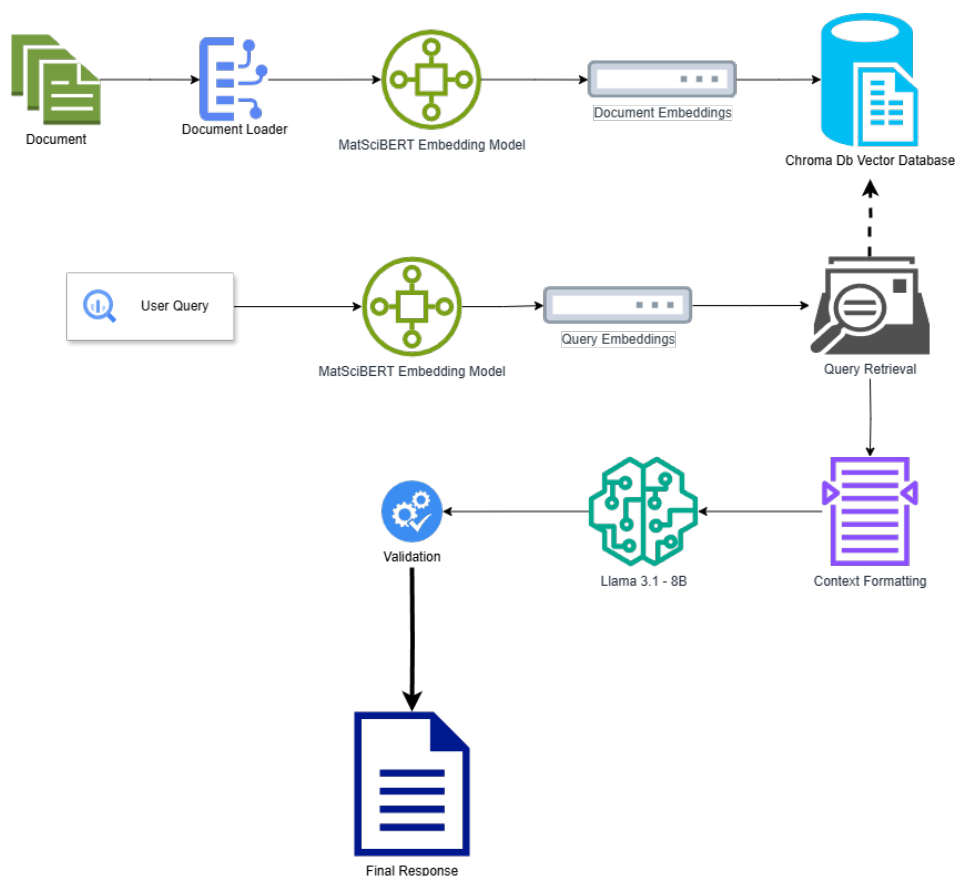 Document
Document Loader
MatSciBERT Embedding Model
Document Embeddings
Chroma Db Vector Database
User Query
MatSciBERT Embedding Model
Query Embeddings
Query Retrieval
Validation
Llama 3.1 - 8B
Context Formatting
Final Response